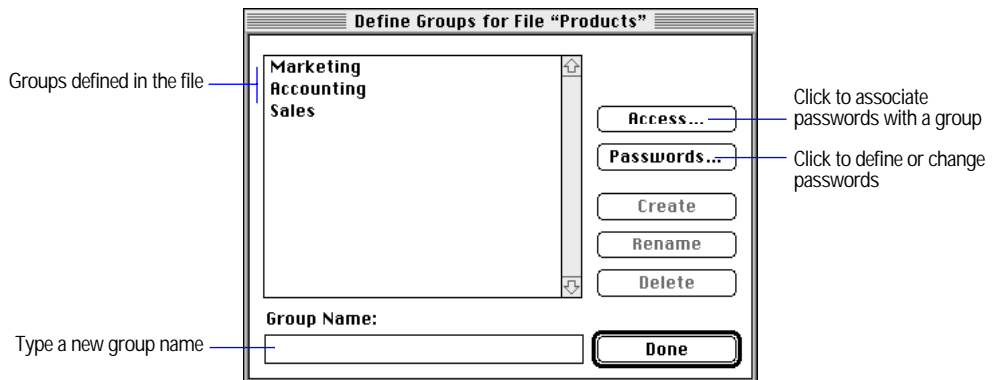 Define Groups for File “Products”
Groups defined in the file
Marketing
Accounting
Sales
Access...
Click to associate
passwords with a group
Passwords...
Click to define or change
passwords
Create
Rename
Delete
Group Name:
Type a new group name
Done